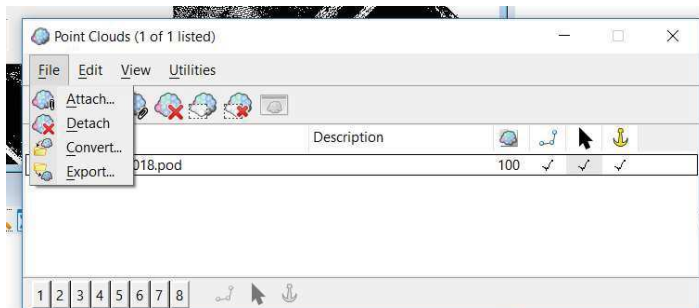 Point Clouds (1 of 1 listed)
File Edit View Utilities
Attach...
Detach
Convert...
Export...
Description
018.pod 100
1 2 3 4 5 6 7 8